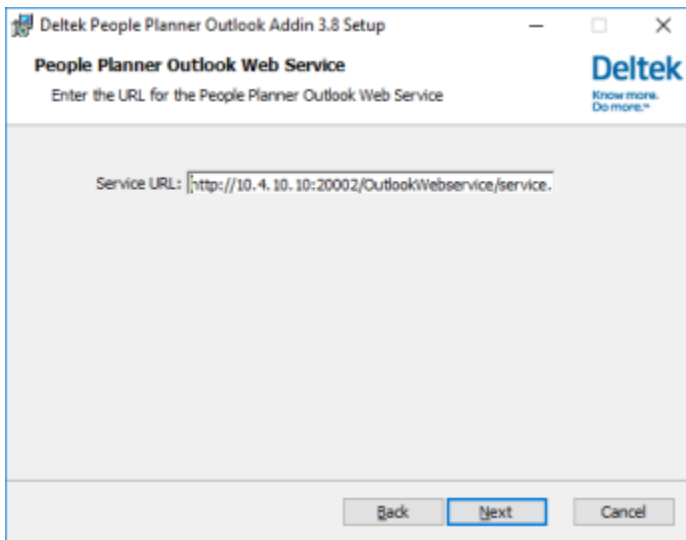 Deltek People Planner Outlook Addin 3.8 Setup
People Planner Outlook Web Service
Enter the URL for the People Planner Outlook Web Service
Deltek
Know more.
Do more.™
Service URL: http://10.4.10.10:20002/OutlookWebservice/service.
Back Next Cancel